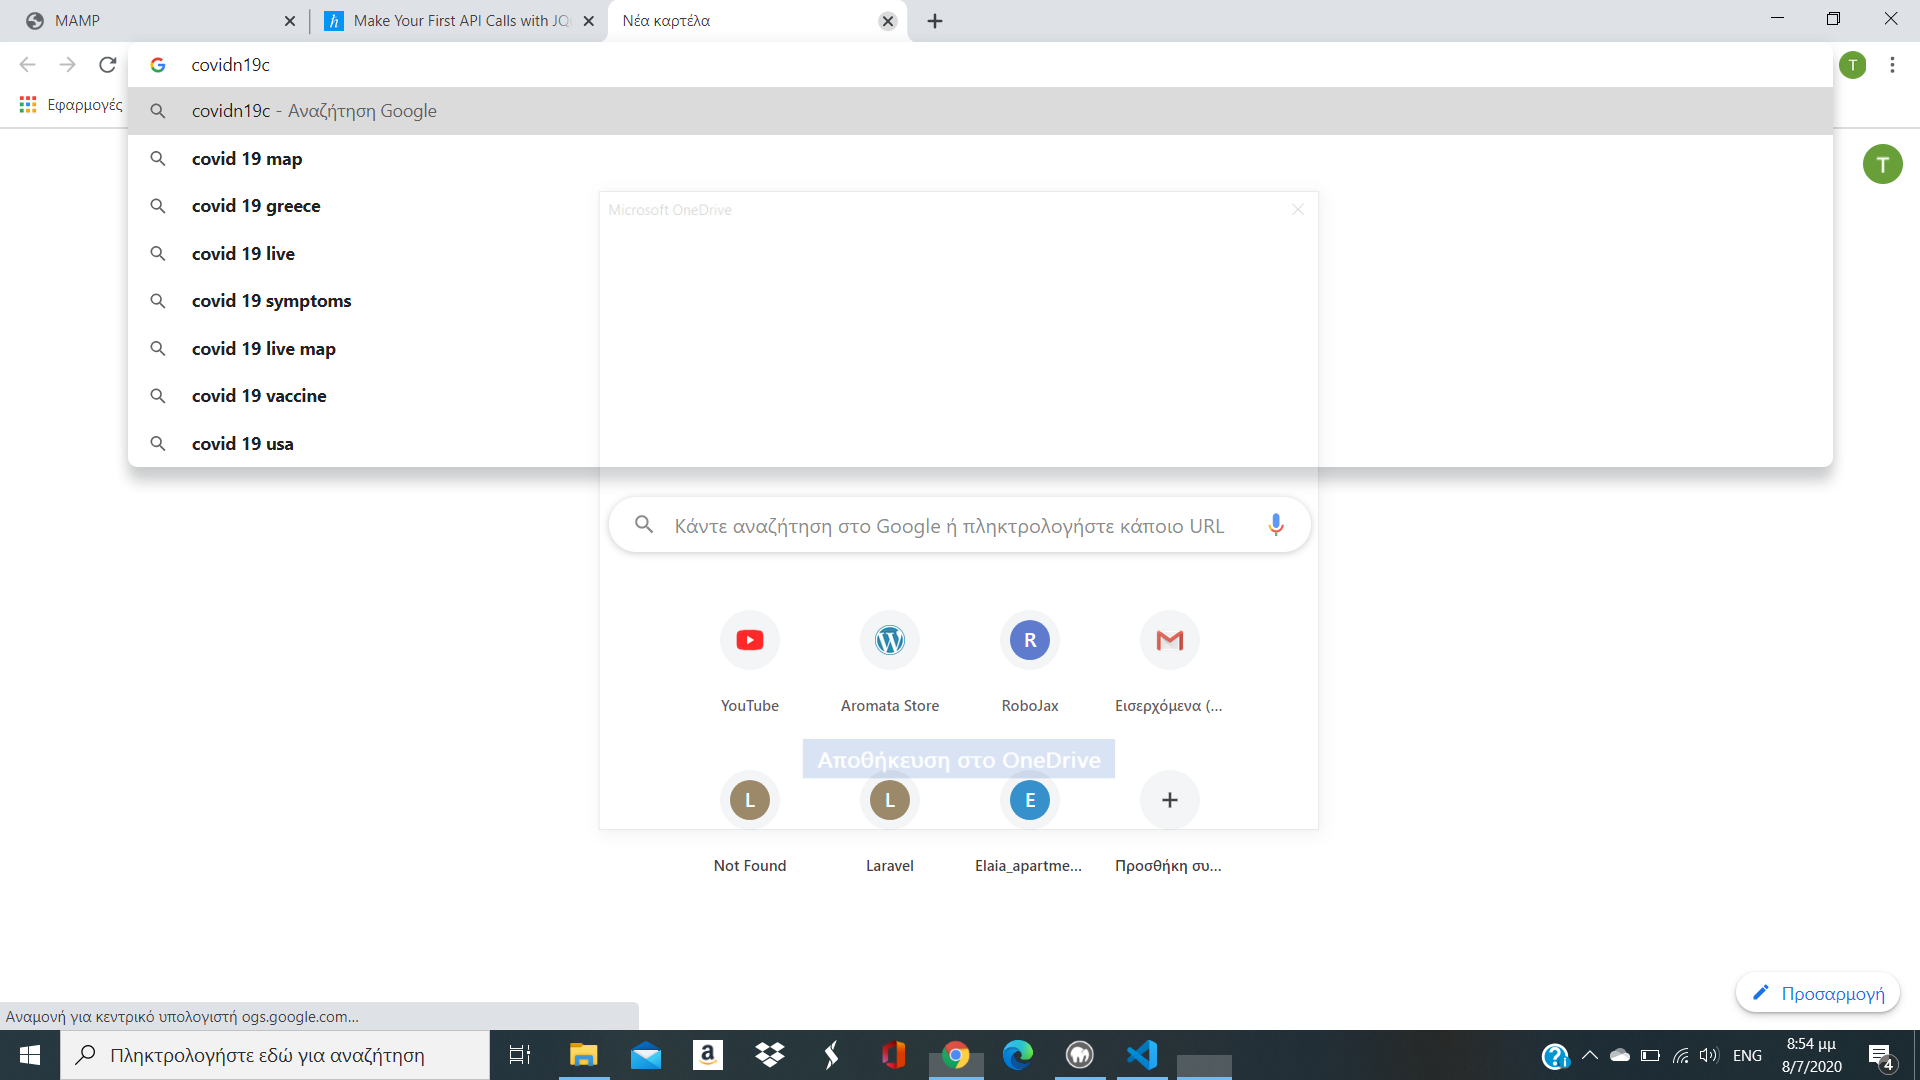 MAMP
Make Your First API Calls with JQ
Νέα καρτέλα
covidn19c
T
Εφαρμογές
covidn19c - Αναζήτηση Google
covid 19 map
T
covid 19 greece
Microsoft OneDrive
covid 19 live
covid 19 symptoms
covid 19 live map
covid 19 vaccine
covid 19 usa
Κάντε αναζήτηση στο Google ή πληκτρολογήστε κάποιο URL
R
YouTube
Aromata Store
RoboJax
Εισερχόμενα (...
Αποθήκευση στο OneDrive
L
L
E
Not Found
Laravel
Elaia_apartme...
Προσθήκη συ...
Προσαρμογή
Αναμονή για κεντρικό υπολογιστή ogs.google.com...
Πληκτρολογήστε εδώ για αναζήτηση
ENG
8:54 μμ
8/7/2020
4